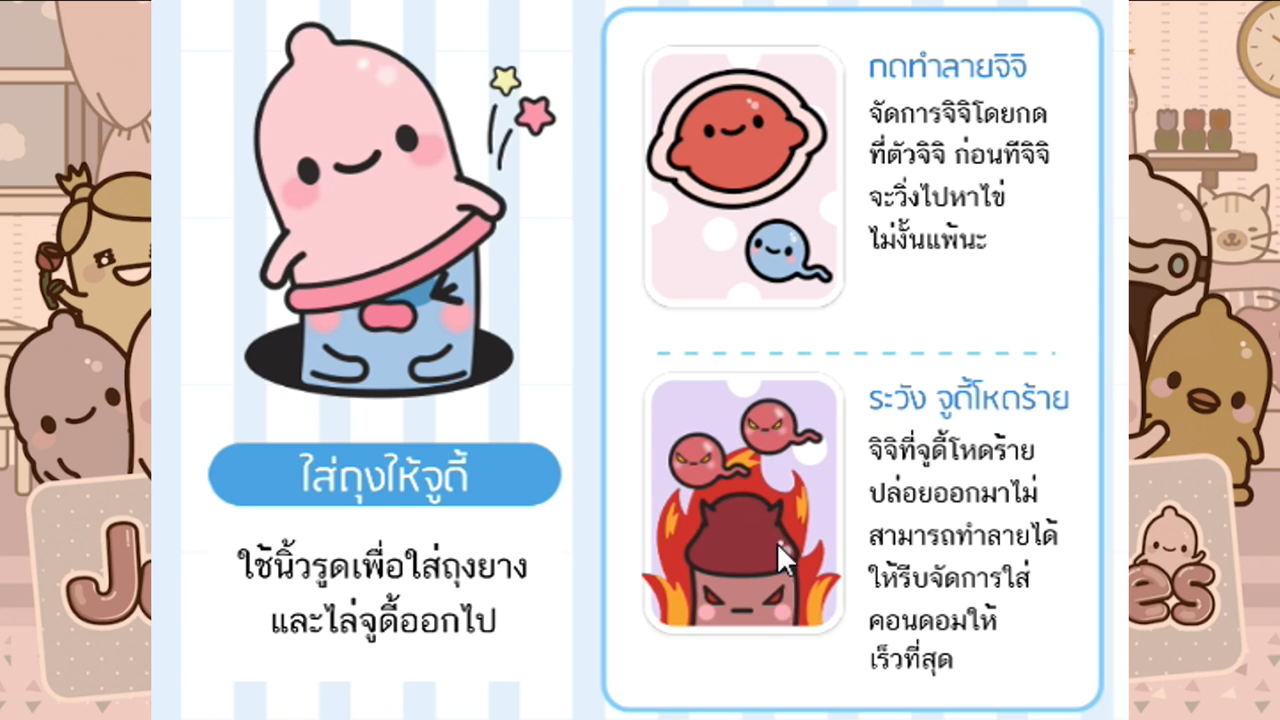 ใส่ถุงให้จูดี้
ใช้นิ้วรูดเพื่อใส่ถุงยาง
และไล่จูดี้ออกไป
กดทำลายจิจิ
จัดการจิจิโดยกด
ที่ตัวจิจิ ก่อนทีจิจิ
จะวิ่งไปหาไข่
ไม่งั้นแพ้นะ
ระวัง จูดี้โหดร้าย
จิจิที่จูดี้โหดร้าย
ปล่อยออกมาไม่
สามารถทำลายได้
ให้รีบจัดการใส่
คอนดอมให้
เร็วที่สุด